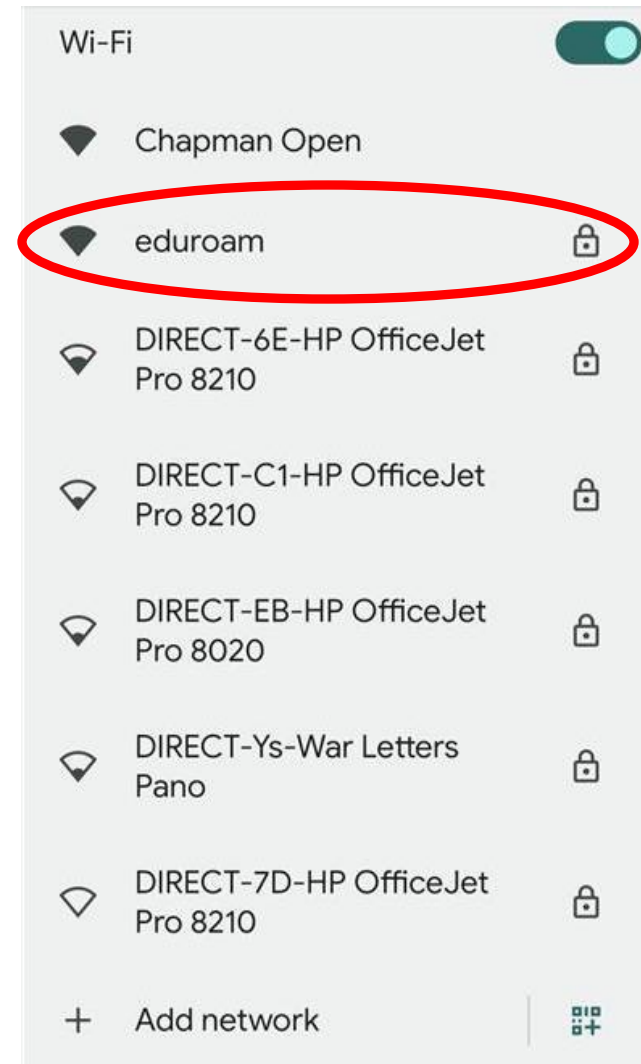 Wi-Fi
Chapman Open
eduroam
DIRECT-6E-HP OfficeJet
Pro 8210
DIRECT-C1-HP OfficeJet
Pro 8210
DIRECT-EB-HP OfficeJet
Pro 8020
DIRECT-Ys-War Letters
Pano
DIRECT-7D-HP OfficeJet
Pro 8210
Add network